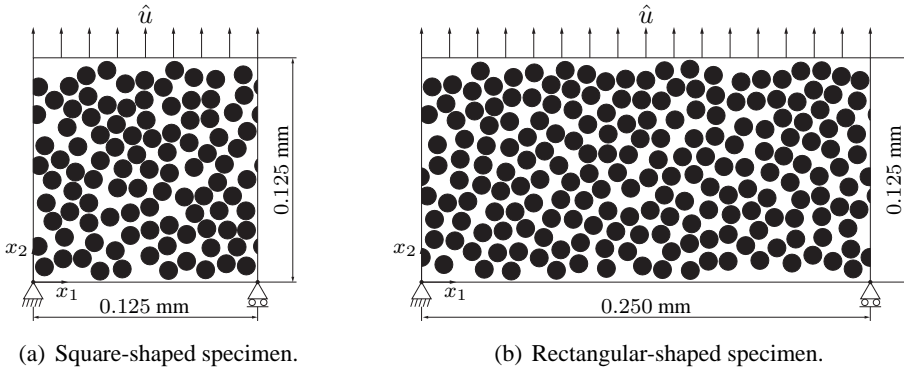 û û
0.125 mm
0.125 mm
x₂ x₂
x₁ x₁
0.125 mm 0.250 mm
(a) Square-shaped specimen. (b) Rectangular-shaped specimen.